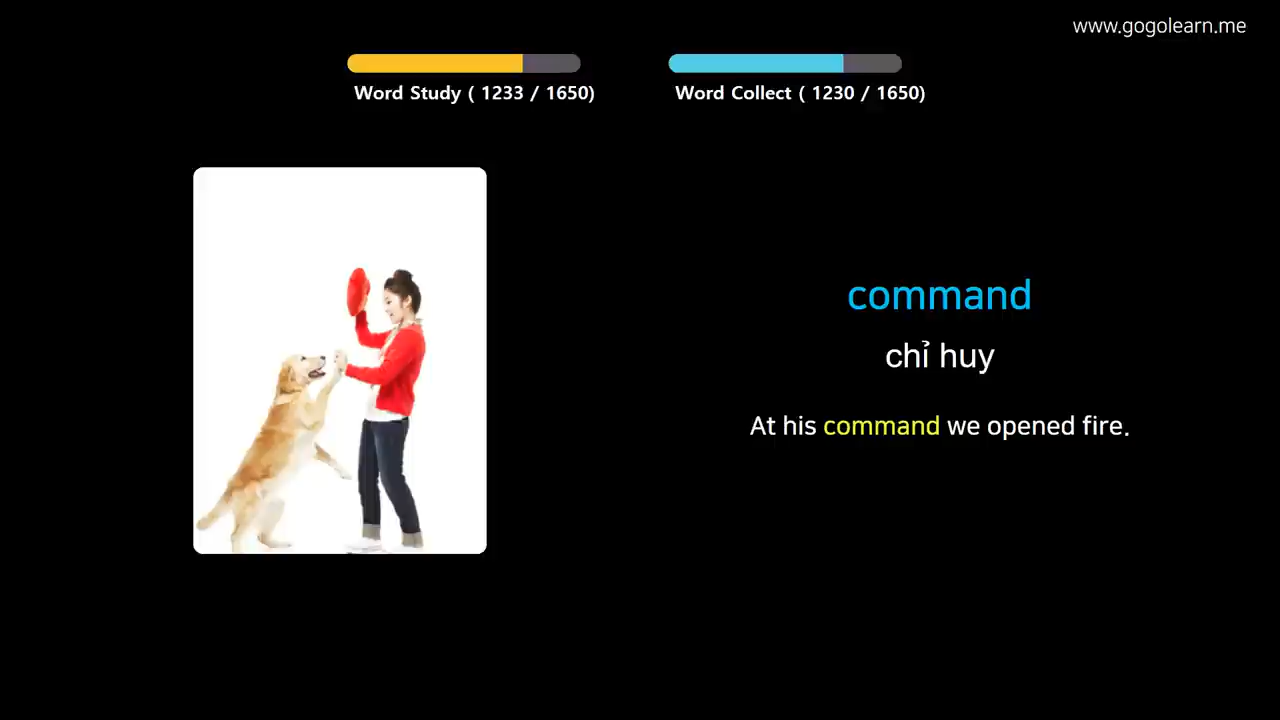 www.gogolearn.me
Word Study ( 1233 / 1650)
Word Collect ( 1230 / 1650)
command
chỉ huy
At his command we opened fire.